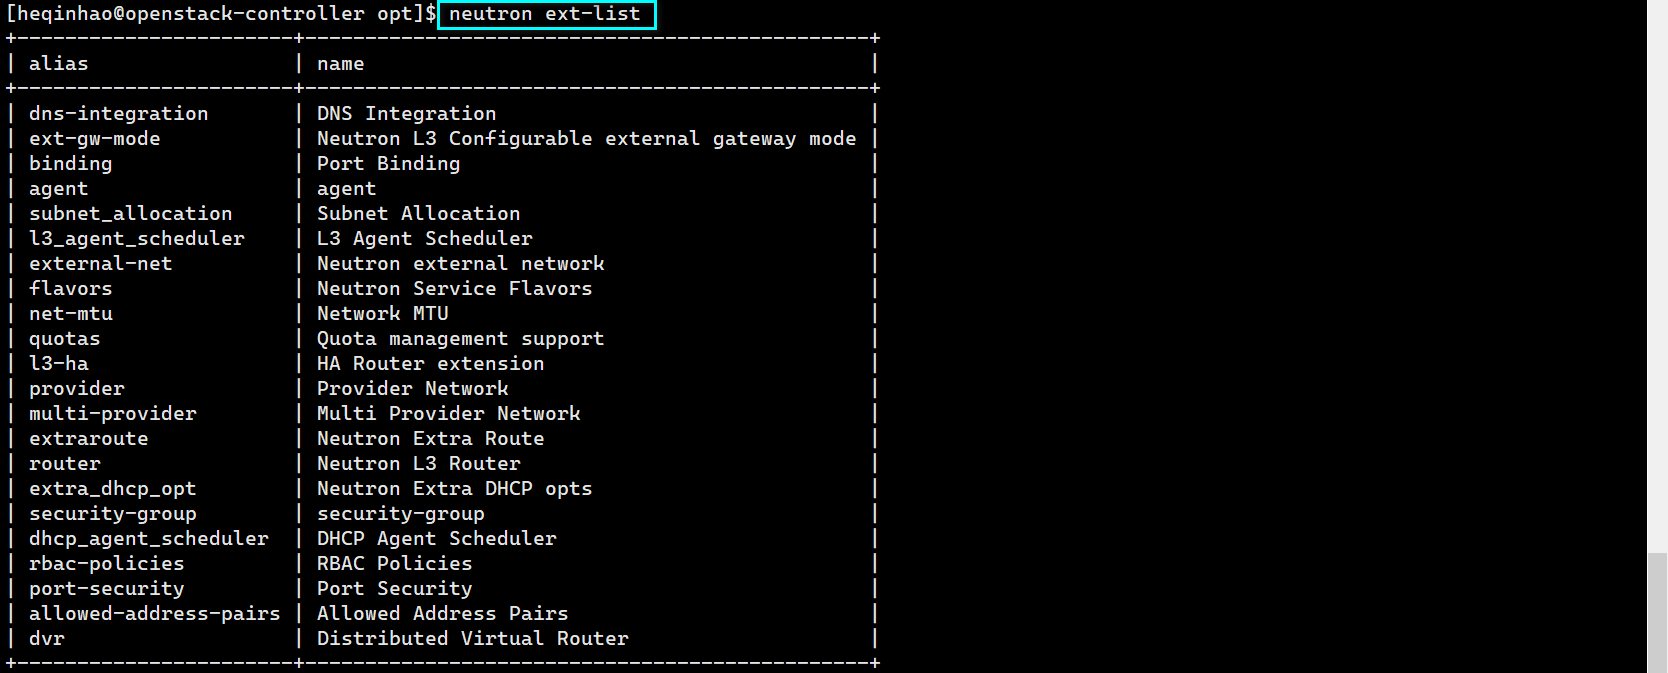 [heqinhao@openstack-controller opt]$ neutron ext-list
+-----------------------+-----------------------------------------------+
| alias                 | name                                          |
+-----------------------+-----------------------------------------------+
| dns-integration       | DNS Integration                               |
| ext-gw-mode           | Neutron L3 Configurable external gateway mode |
| binding               | Port Binding                                  |
| agent                 | agent                                         |
| subnet_allocation     | Subnet Allocation                             |
| l3_agent_scheduler    | L3 Agent Scheduler                            |
| external-net          | Neutron external network                      |
| flavors               | Neutron Service Flavors                       |
| net-mtu               | Network MTU                                   |
| quotas                | Quota management support                      |
| l3-ha                 | HA Router extension                           |
| provider              | Provider Network                              |
| multi-provider        | Multi Provider Network                        |
| extraroute            | Neutron Extra Route                           |
| router                | Neutron L3 Router                             |
| extra_dhcp_opt        | Neutron Extra DHCP opts                       |
| security-group        | security-group                                |
| dhcp_agent_scheduler  | DHCP Agent Scheduler                          |
| rbac-policies         | RBAC Policies                                 |
| port-security         | Port Security                                 |
| allowed-address-pairs | Allowed Address Pairs                         |
| dvr                   | Distributed Virtual Router                    |
+-----------------------+-----------------------------------------------+